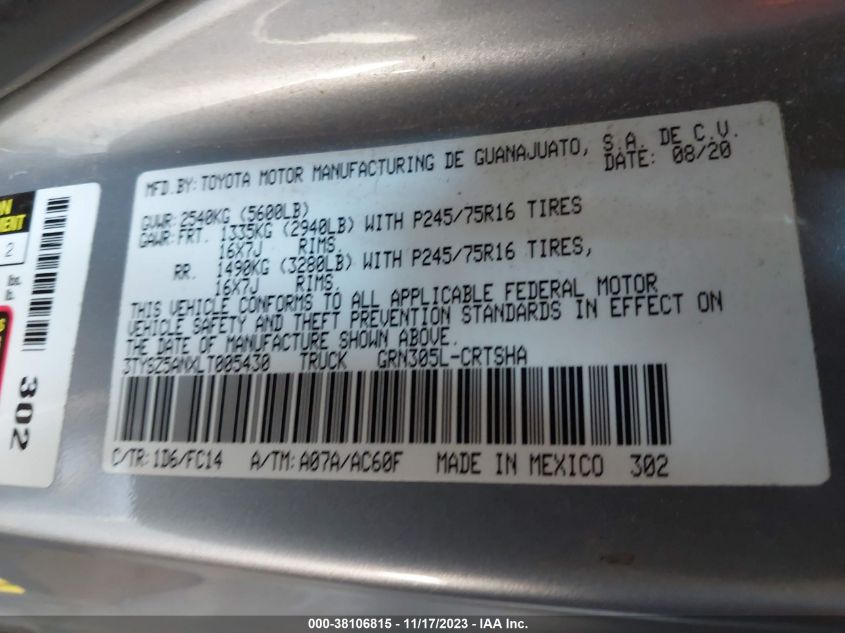 MFD.BY:TOYOTA MOTOR MANUFACTURING DE GUANAJUATO, S.A. DE C.V.
DATE: 08/20
GVWR:2540KG (5600LB)
GAWR:FRT. 1335KG (2940LB) WITH P245/75R16 TIRES
16X7J RIMS,
RR. 1490KG (3280LB) WITH P245/75R16 TIRES,
16X7J RIMS,
THIS VEHICLE CONFORMS TO ALL APPLICABLE FEDERAL MOTOR
VEHICLE SAFETY AND THEFT PREVENTION STANDARDS IN EFFECT ON
THE DATE OF MANUFACTURE SHOWN ABOVE.
3TYSZ5ANXLT005430 TRUCK GRN305L-CRTSHA
C/TR:1D6/FC14 A/TM:A07A/AC60F MADE IN MEXICO 302
2
lbs.
lb.
302
000-38106815 - 11/17/2023 - IAA Inc.